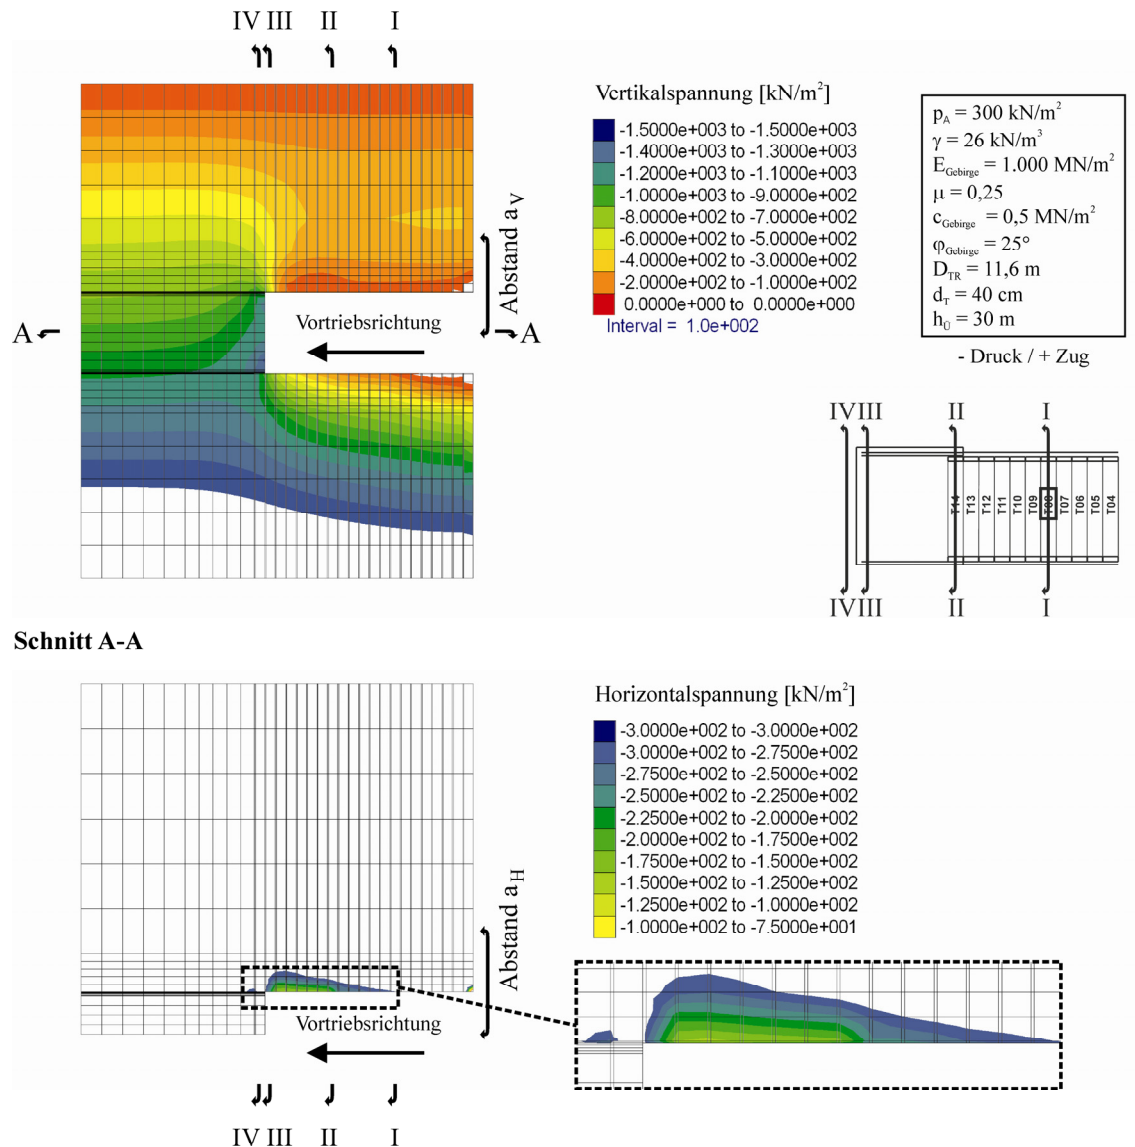 IV III II I
Vertikalspannung [kN/m²]
-1.5000e+003 to -1.5000e+003
-1.4000e+003 to -1.3000e+003
-1.2000e+003 to -1.1000e+003
-1.0000e+003 to -9.0000e+002
-8.0000e+002 to -7.0000e+002
-6.0000e+002 to -5.0000e+002
-4.0000e+002 to -3.0000e+002
-2.0000e+002 to -1.0000e+002
0.0000e+000 to 0.0000e+000
Interval = 1.0e+002
p_A = 300 kN/m²
γ = 26 kN/m³
E_Gebirge = 1.000 MN/m²
μ = 0,25
c_Gebirge = 0,5 MN/m²
φ_Gebirge = 25°
D_TR = 11,6 m
d_T = 40 cm
h_Ü = 30 m
- Druck / + Zug
Abstand a_V
A A
Vortriebsrichtung
IV III II I
T14 T13 T12 T11 T10 T09 T08 T07 T06 T05 T04
IV III II I
Schnitt A-A
Horizontalspannung [kN/m²]
-3.0000e+002 to -3.0000e+002
-3.0000e+002 to -2.7500e+002
-2.7500e+002 to -2.5000e+002
-2.5000e+002 to -2.2500e+002
-2.2500e+002 to -2.0000e+002
-2.0000e+002 to -1.7500e+002
-1.7500e+002 to -1.5000e+002
-1.5000e+002 to -1.2500e+002
-1.2500e+002 to -1.0000e+002
-1.0000e+002 to -7.5000e+001
Abstand a_H
Vortriebsrichtung
IV III II I